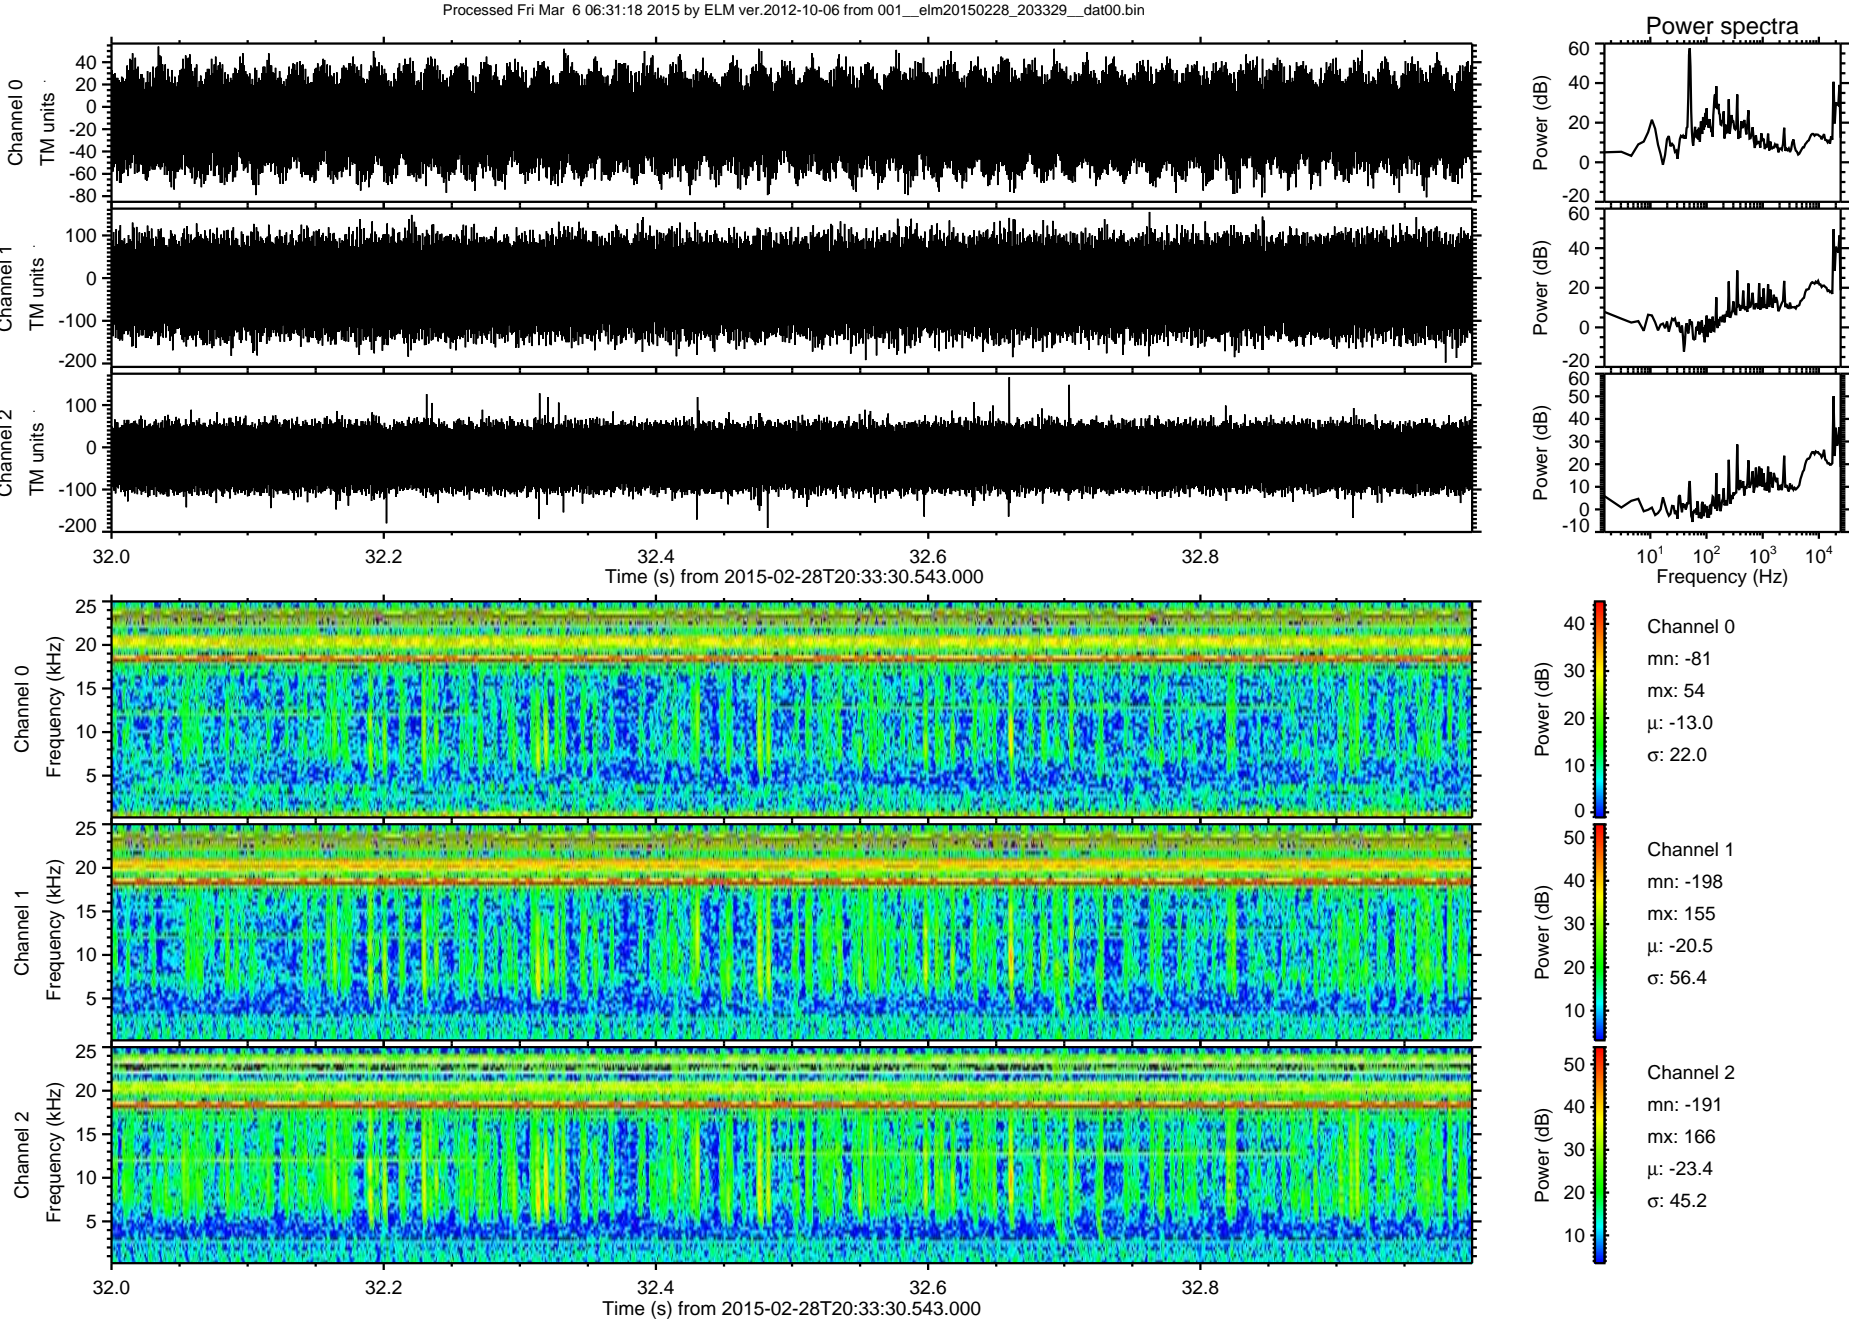 Processed Fri Mar 6 06:31:18 2015 by ELM ver.2012-10-06 from 001__elm20150228_203329__dat00.bin
Power spectra
Channel 0
TM units
40
20
0
-20
-40
-60
-80
Power (dB)
60
40
20
0
-20
Channel 1
TM units
100
0
-100
-200
Power (dB)
60
40
20
0
-20
Channel 2
TM units
100
0
-100
-200
Power (dB)
60
50
40
30
20
10
0
-10
32.0 32.2 32.4 32.6 32.8
Time (s) from 2015-02-28T20:33:30.543.000
10¹ 10² 10³ 10⁴
Frequency (Hz)
Channel 0
Frequency (kHz)
25
20
15
10
5
Power (dB)
40
30
20
10
0
Channel 0
mn: -81
mx: 54
μ: -13.0
σ: 22.0
Channel 1
Frequency (kHz)
25
20
15
10
5
Power (dB)
50
40
30
20
10
Channel 1
mn: -198
mx: 155
μ: -20.5
σ: 56.4
Channel 2
Frequency (kHz)
25
20
15
10
5
Power (dB)
50
40
30
20
10
Channel 2
mn: -191
mx: 166
μ: -23.4
σ: 45.2
32.0 32.2 32.4 32.6 32.8
Time (s) from 2015-02-28T20:33:30.543.000